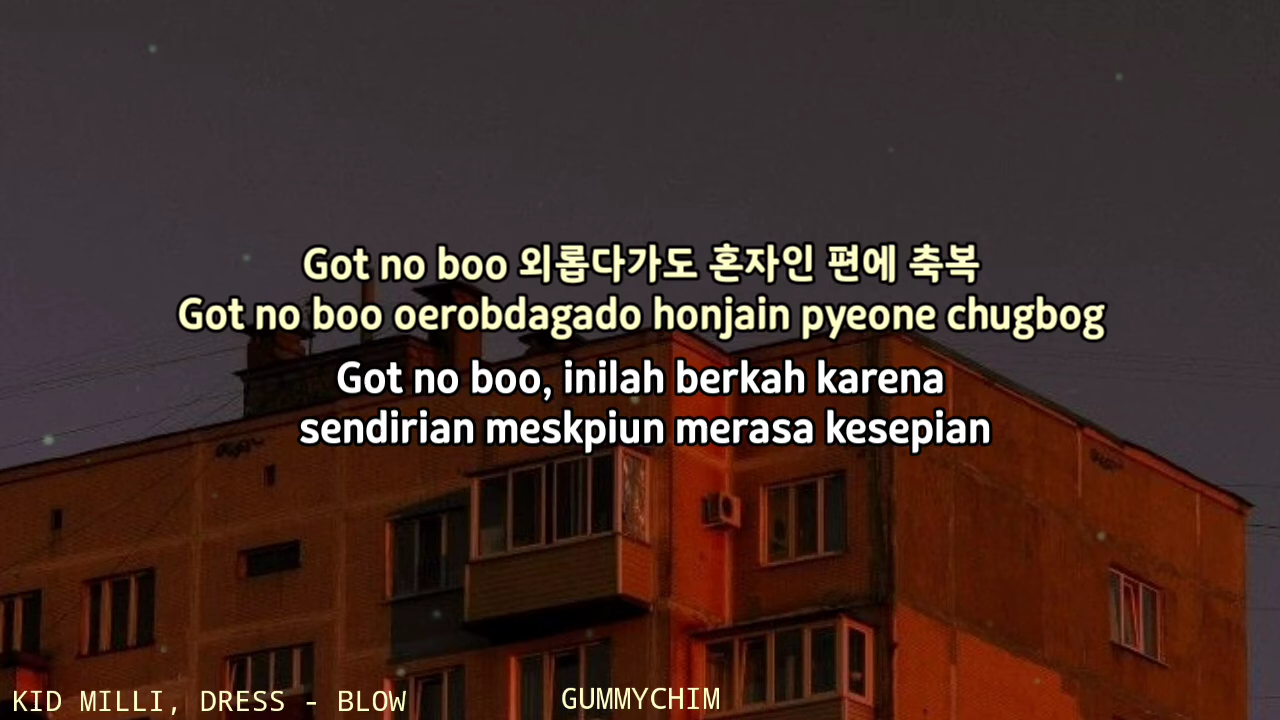 Got no boo 외롭다가도 혼자인 편에 축복
Got no boo oerobdagado honjain pyeone chugbog
Got no boo, inilah berkah karena
sendirian meskpiun merasa kesepian
KID MILLI, DRESS - BLOW
GUMMYCHIM